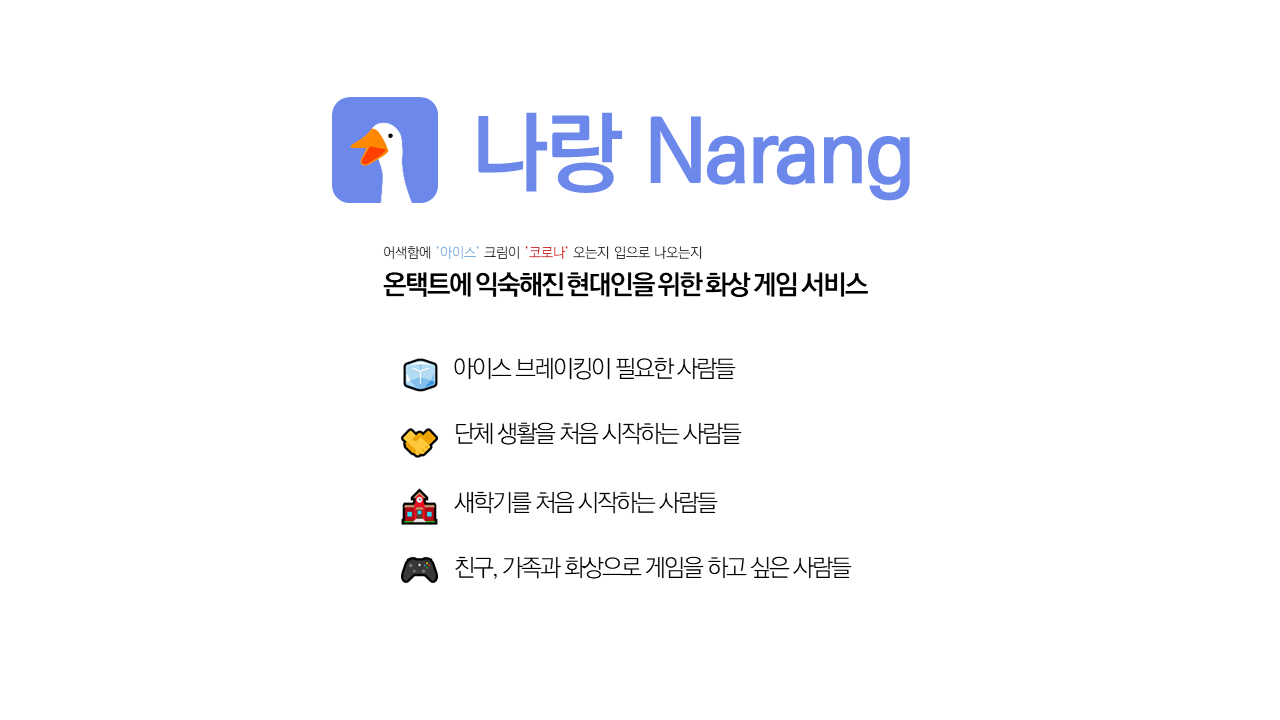 나랑 Narang
어색함에 '아이스' 크림이 '코로나' 오는지 입으로 나오는지
온택트에 익숙해진 현대인을 위한 화상 게임 서비스
아이스 브레이킹이 필요한 사람들
단체 생활을 처음 시작하는 사람들
새학기를 처음 시작하는 사람들
친구, 가족과 화상으로 게임을 하고 싶은 사람들